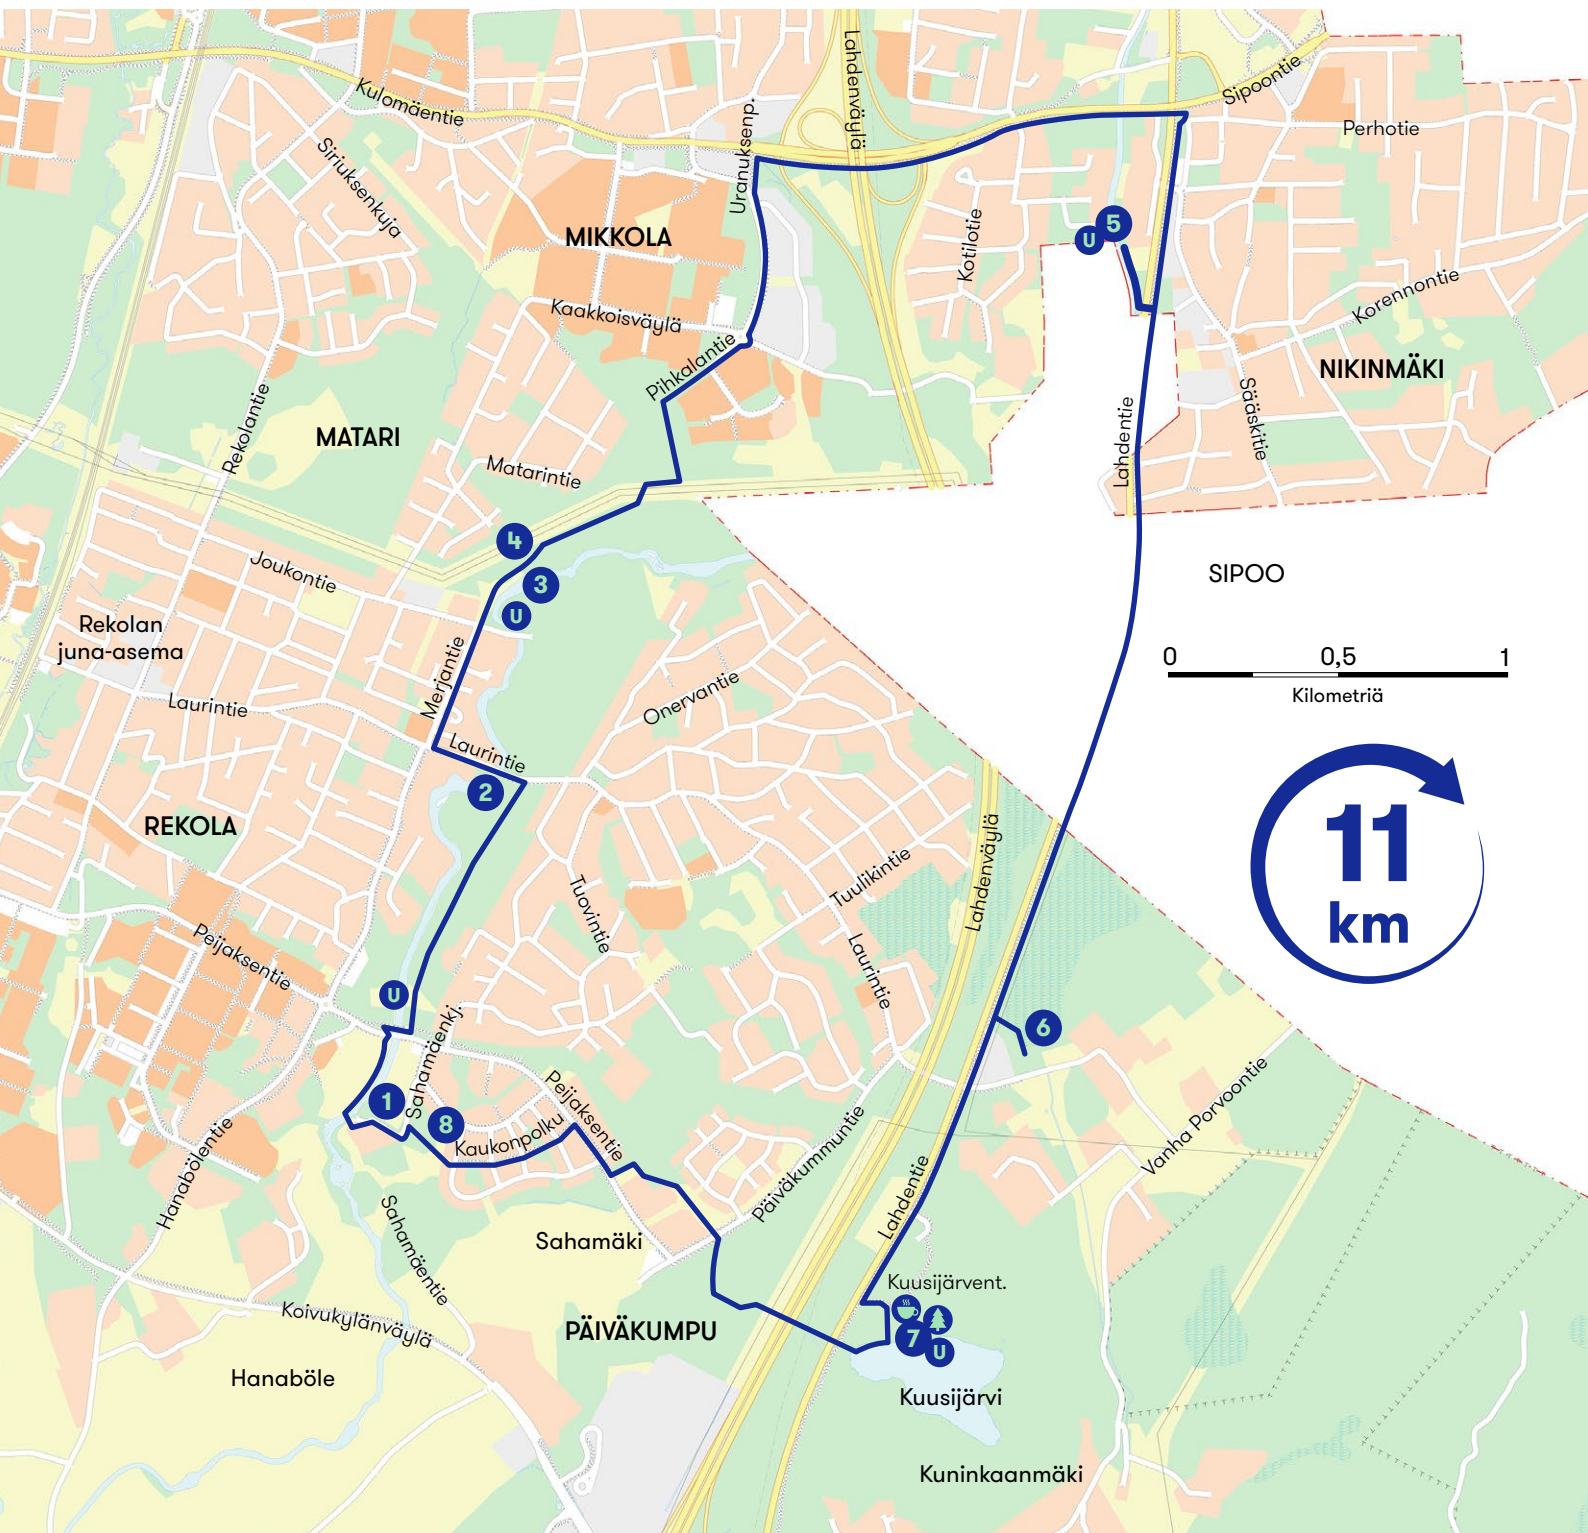 Kulomäentie
Lahdenväylä
Sipoontie
Perhotie
Siriuksenkuja
Uranuksenp.
MIKKOLA
Kotilotie
5
U
Kaakkoisväylä
Korennontie
NIKINMÄKI
Pihkalantie
Rekolantie
MATARI
Lahdentie
Sääskitie
Matarintie
4
3
U
Joukontie
SIPOO
Rekolan
juna-asema
0 0,5 1
Kilometriä
Merjantie
Laurintie
Onervantie
Laurintie
2
REKOLA
11
km
Tuulikintie
Lahdenväylä
Tuovintie
Peijaksentie
Laurintie
U
Sahamäenkj.
6
1
8
Peijaksentie
Kaukonpolku
Vanha Porvoontie
Hanabölentie
Päiväkummuntie
Lahdentie
Sahamäentie
Sahamäki
Kuusijärvent.
Koivukylänväylä
PÄIVÄKUMPU
7
U
Hanaböle
Kuusijärvi
Kuninkaanmäki